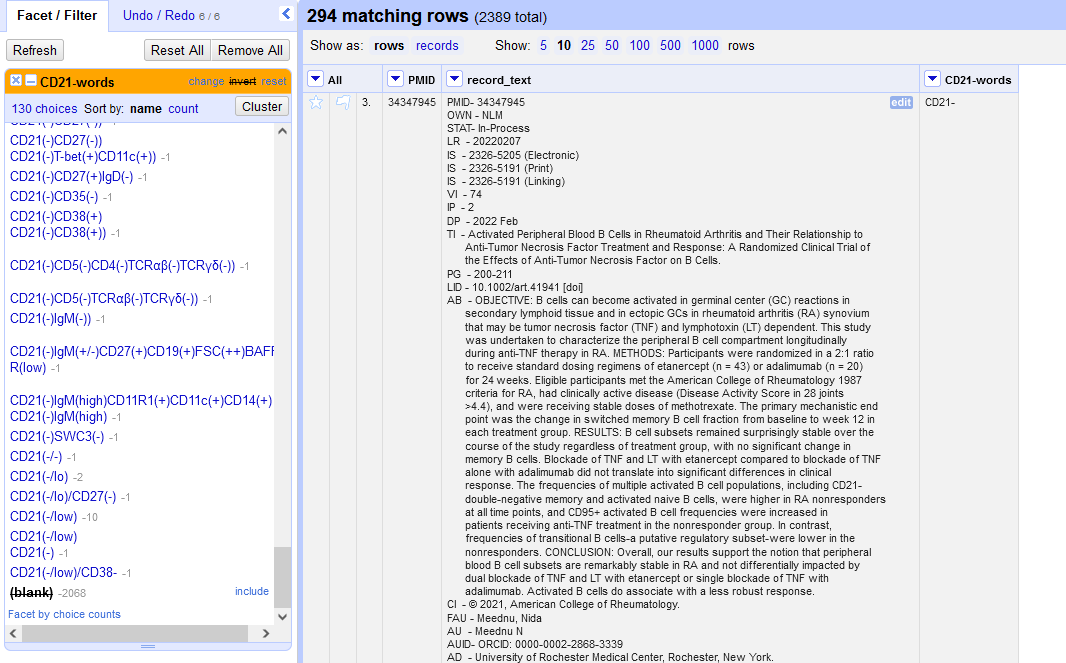 Facet / Filter
Undo / Redo 6 / 6
Refresh
Reset All
Remove All
CD21-words
change invert reset
130 choices Sort by: name count
Cluster
CD21(-)CD27(-))
CD21(-)T-bet(+)CD11c(+)) -1
CD21(-)CD27(+)IgD(-) -1
CD21(-)CD35(-) -1
CD21(-)CD38(+)
CD21(-)CD38(+)) -1
CD21(-)CD5(-)CD4(-)TCRαβ(-)TCRγδ(-)) -1
CD21(-)CD5(-)TCRαβ(-)TCRγδ(-)) -1
CD21(-)IgM(-)) -1
CD21(-)IgM(+/-)CD27(+)CD19(+)FSC(++)BAFF
R(low) -1
CD21(-)IgM(high)CD11R1(+)CD11c(+)CD14(+)
CD21(-)IgM(high) -1
CD21(-)SWC3(-) -1
CD21(-/-) -1
CD21(-/lo) -2
CD21(-/lo)/CD27(-) -1
CD21(-/low) -10
CD21(-/low)
CD21(-) -1
CD21(-/low)/CD38- -1
(blank) -2068
include
Facet by choice counts
294 matching rows (2389 total)
Show as: rows records Show: 5 10 25 50 100 500 1000 rows
All
PMID
record_text
CD21-words
3.
34347945
PMID- 34347945
edit
CD21-
OWN - NLM
STAT- In-Process
LR - 20220207
IS - 2326-5205 (Electronic)
IS - 2326-5191 (Print)
IS - 2326-5191 (Linking)
VI - 74
IP - 2
DP - 2022 Feb
TI - Activated Peripheral Blood B Cells in Rheumatoid Arthritis and Their Relationship to
Anti-Tumor Necrosis Factor Treatment and Response: A Randomized Clinical Trial of
the Effects of Anti-Tumor Necrosis Factor on B Cells.
PG - 200-211
LID - 10.1002/art.41941 [doi]
AB - OBJECTIVE: B cells can become activated in germinal center (GC) reactions in
secondary lymphoid tissue and in ectopic GCs in rheumatoid arthritis (RA) synovium
that may be tumor necrosis factor (TNF) and lymphotoxin (LT) dependent. This study
was undertaken to characterize the peripheral B cell compartment longitudinally
during anti-TNF therapy in RA. METHODS: Participants were randomized in a 2:1 ratio
to receive standard dosing regimens of etanercept (n = 43) or adalimumab (n = 20)
for 24 weeks. Eligible participants met the American College of Rheumatology 1987
criteria for RA, had clinically active disease (Disease Activity Score in 28 joints
>4.4), and were receiving stable doses of methotrexate. The primary mechanistic end
point was the change in switched memory B cell fraction from baseline to week 12 in
each treatment group. RESULTS: B cell subsets remained surprisingly stable over the
course of the study regardless of treatment group, with no significant change in
memory B cells. Blockade of TNF and LT with etanercept compared to blockade of TNF
alone with adalimumab did not translate into significant differences in clinical
response. The frequencies of multiple activated B cell populations, including CD21-
double-negative memory and activated naive B cells, were higher in RA nonresponders
at all time points, and CD95+ activated B cell frequencies were increased in
patients receiving anti-TNF treatment in the nonresponder group. In contrast,
frequencies of transitional B cells-a putative regulatory subset-were lower in the
nonresponders. CONCLUSION: Overall, our results support the notion that peripheral
blood B cell subsets are remarkably stable in RA and not differentially impacted by
dual blockade of TNF and LT with etanercept or single blockade of TNF with
adalimumab. Activated B cells do associate with a less robust response.
CI - © 2021, American College of Rheumatology.
FAU - Meednu, Nida
AU - Meednu N
AUID- ORCID: 0000-0002-2868-3339
AD - University of Rochester Medical Center, Rochester, New York.